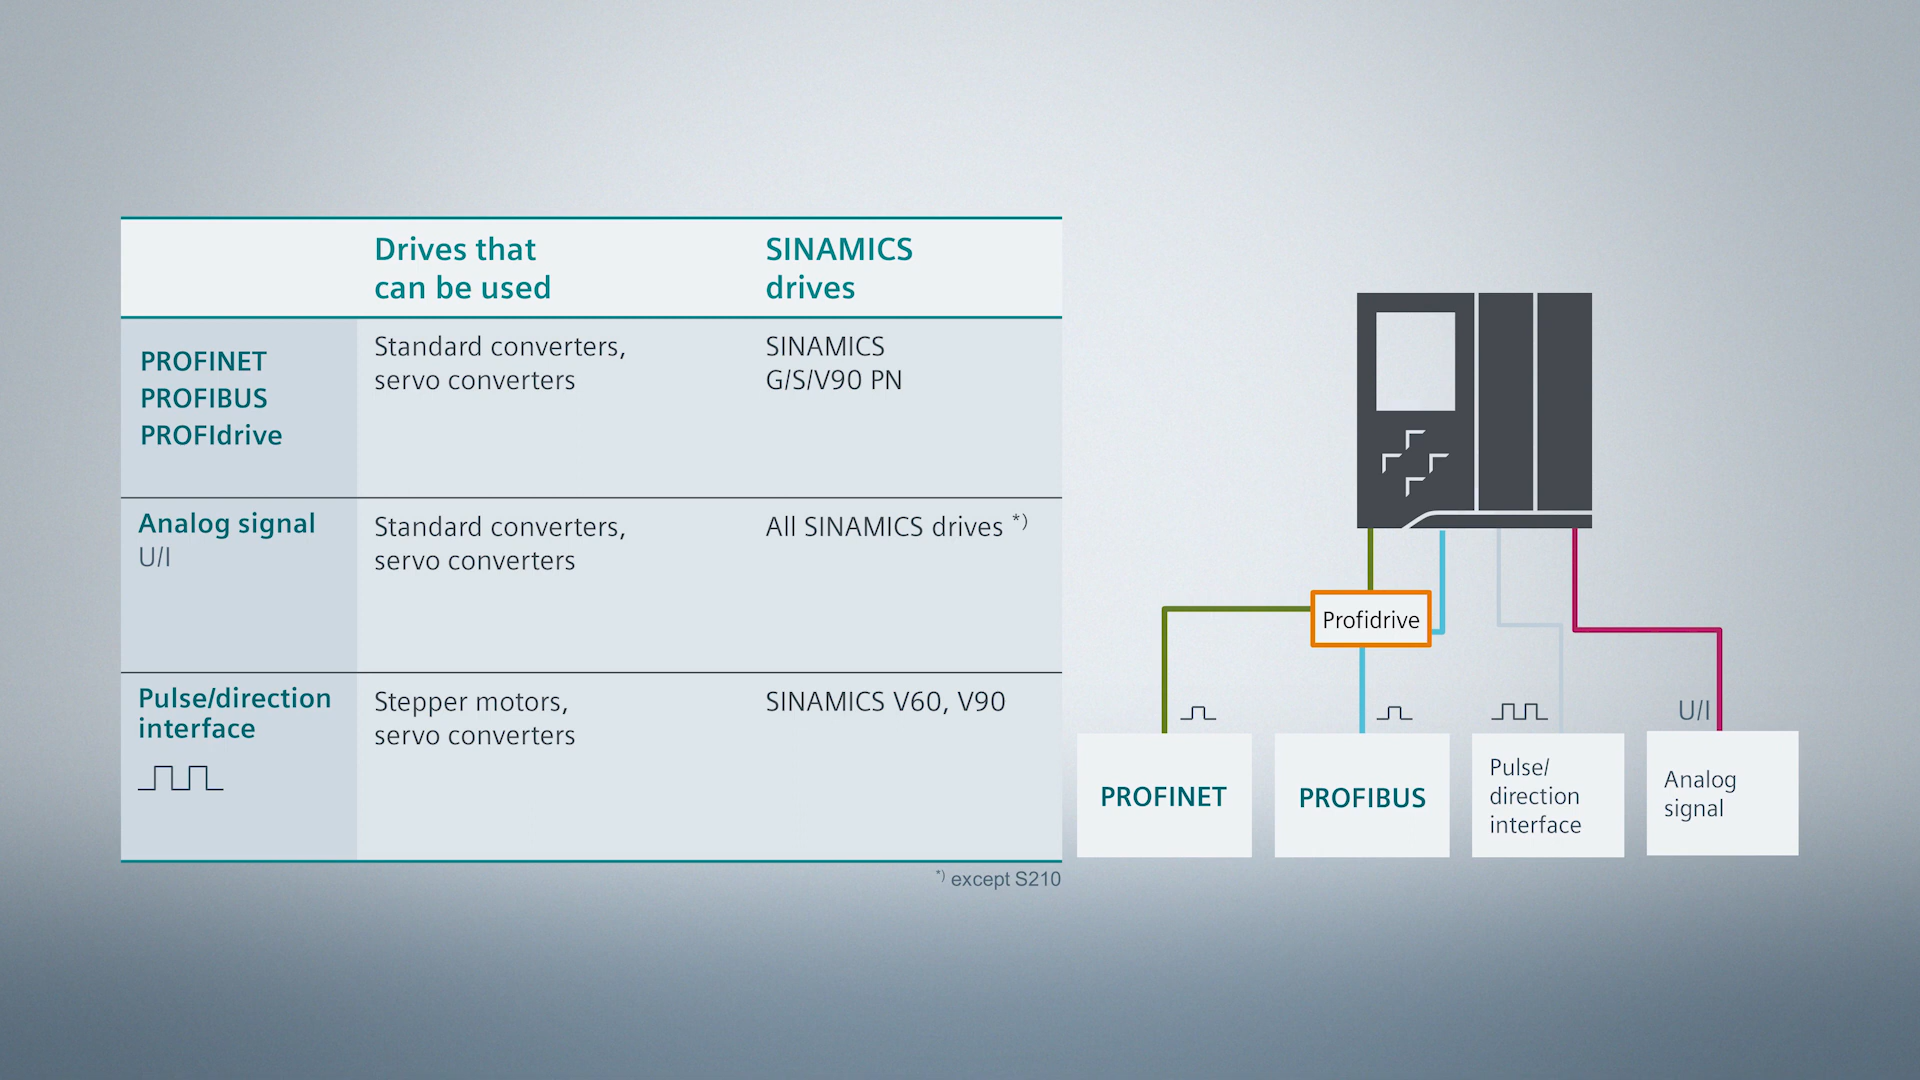 Drives that
can be used
SINAMICS
drives
PROFINET
PROFIBUS
PROFIdrive
Standard converters,
servo converters
SINAMICS
G/S/V90 PN
Analog signal
U/I
Standard converters,
servo converters
All SINAMICS drives *)
Pulse/direction
interface
Stepper motors,
servo converters
SINAMICS V60, V90
*) except S210
Profidrive
U/I
PROFINET
PROFIBUS
Pulse/
direction
interface
Analog
signal